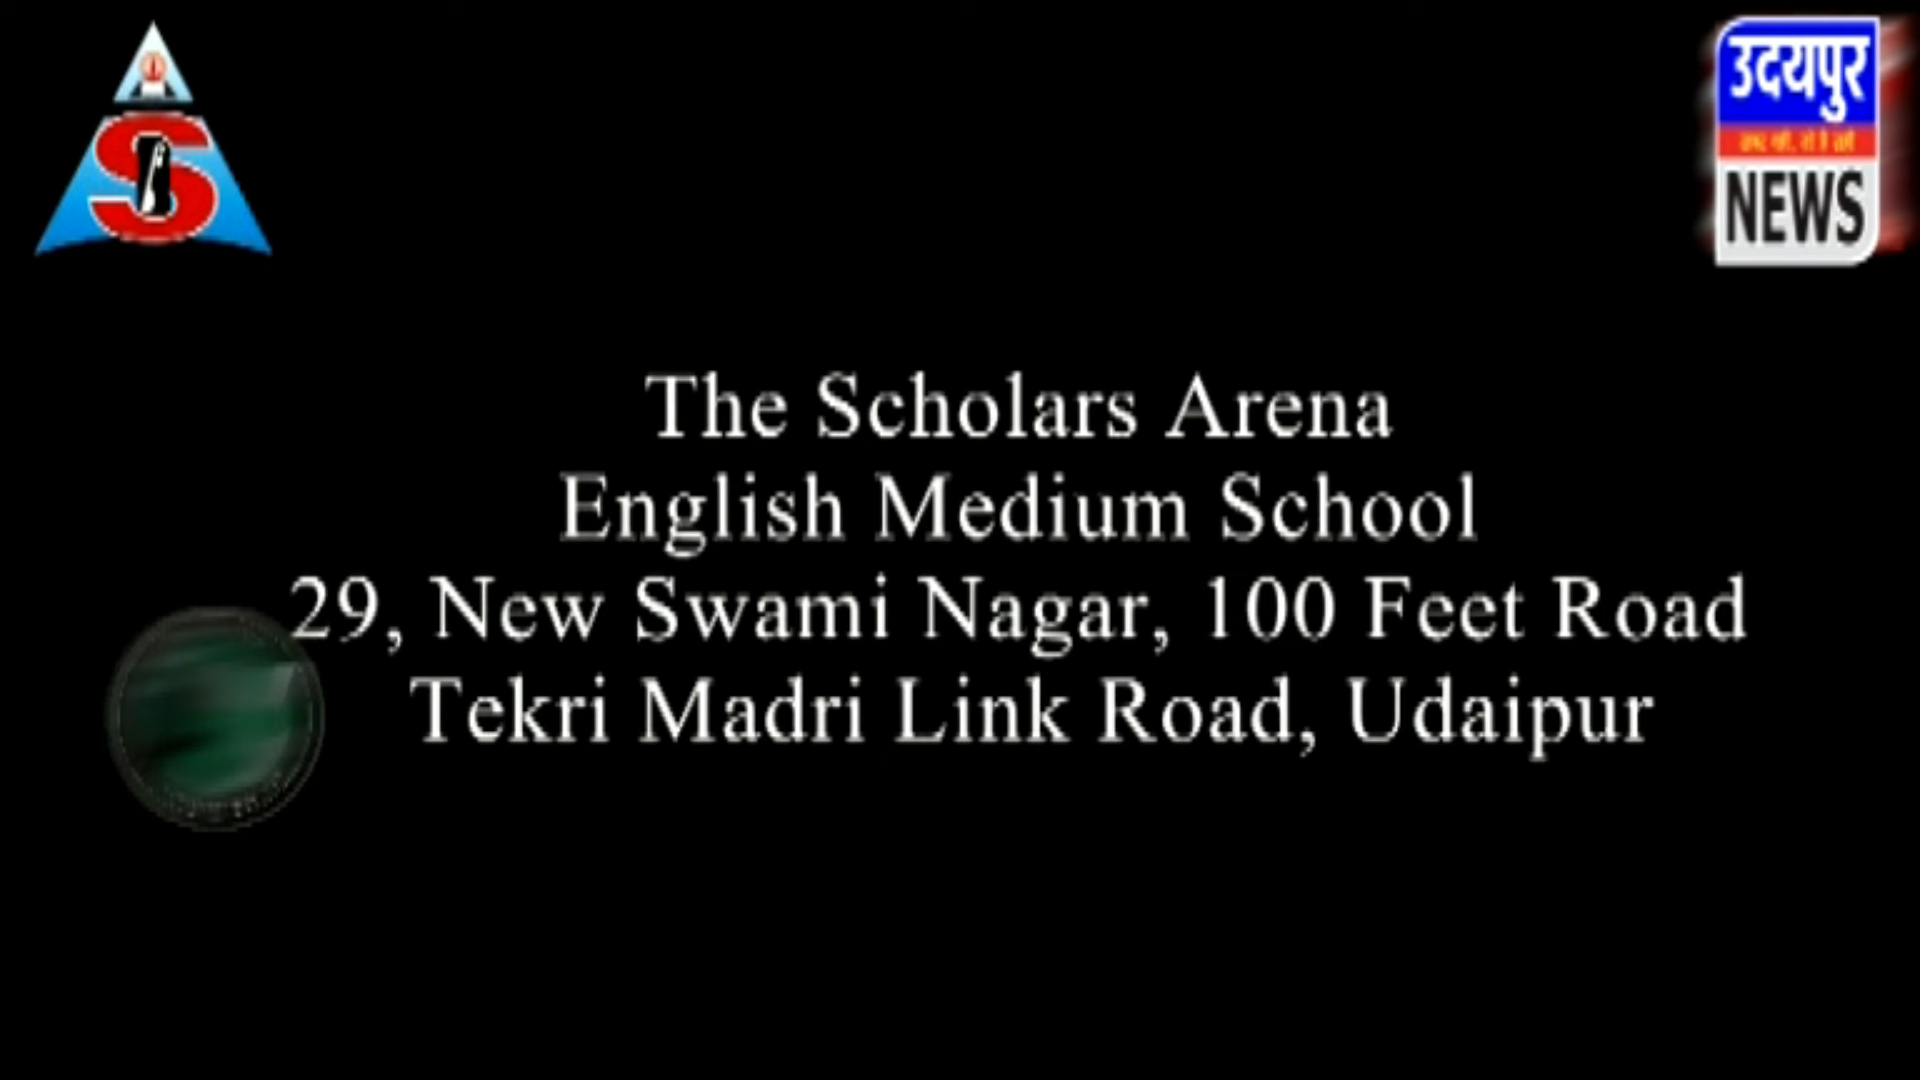 उदयपुर
NEWS
The Scholars Arena
English Medium School
29, New Swami Nagar, 100 Feet Road
Tekri Madri Link Road, Udaipur